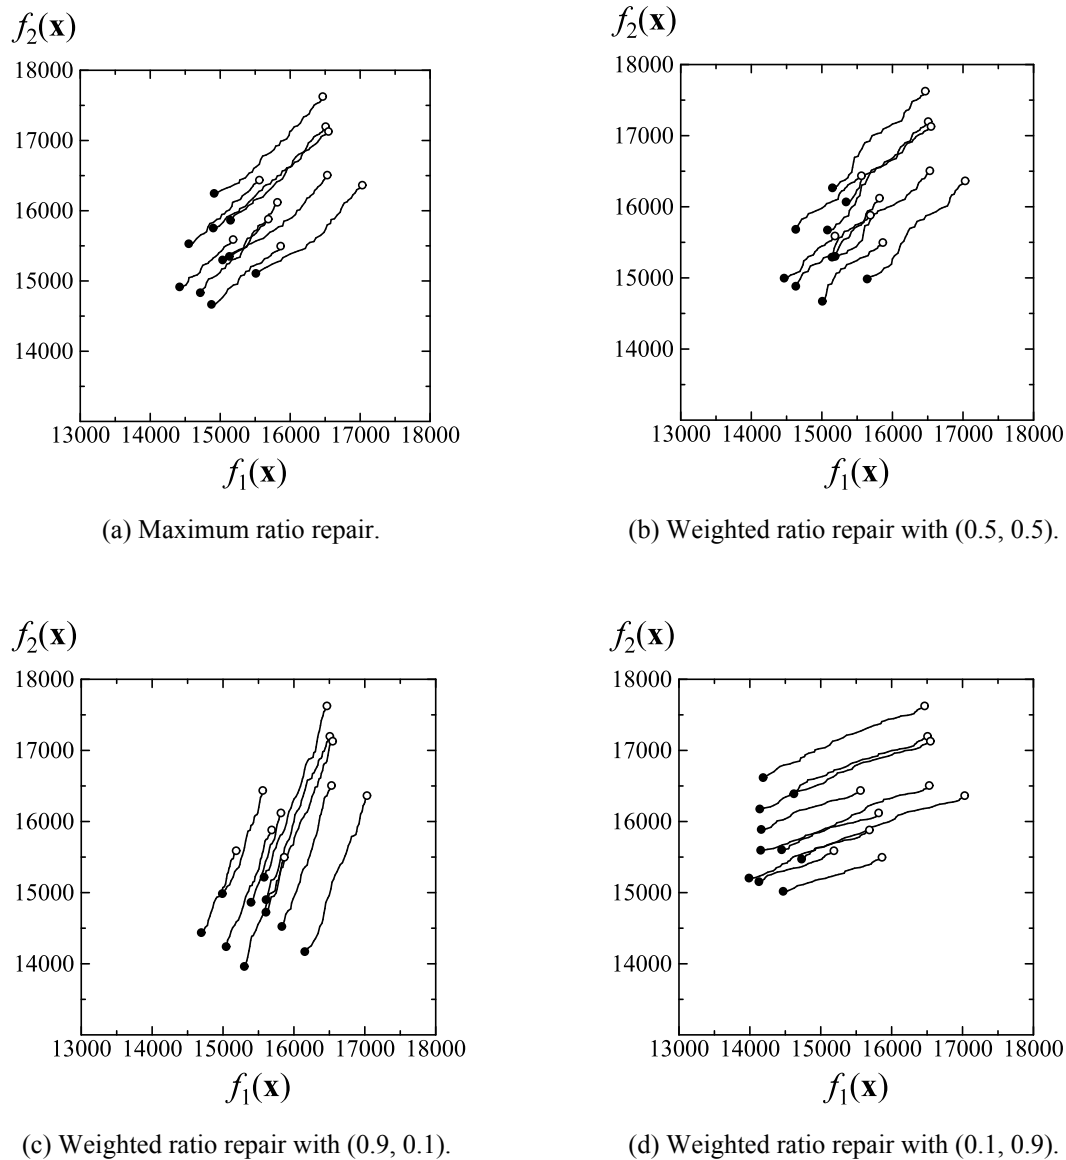 f2(x)
18000
17000
16000
15000
14000
13000 14000 15000 16000 17000 18000
f1(x)
(a) Maximum ratio repair.
f2(x)
18000
17000
16000
15000
14000
13000 14000 15000 16000 17000 18000
f1(x)
(b) Weighted ratio repair with (0.5, 0.5).
f2(x)
18000
17000
16000
15000
14000
13000 14000 15000 16000 17000 18000
f1(x)
(c) Weighted ratio repair with (0.9, 0.1).
f2(x)
18000
17000
16000
15000
14000
13000 14000 15000 16000 17000 18000
f1(x)
(d) Weighted ratio repair with (0.1, 0.9).